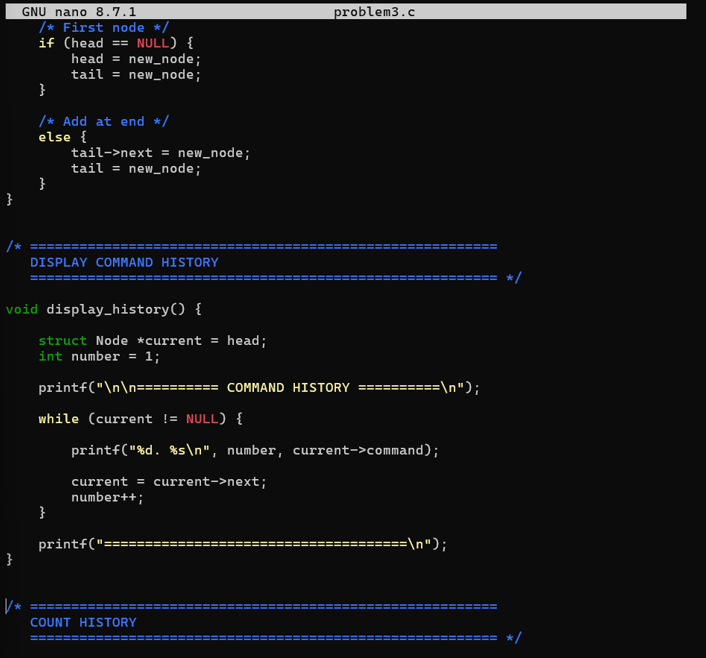 GNU nano 8.7.1 problem3.c
/* First node */
if (head == NULL) {
head = new_node;
tail = new_node;
}
/* Add at end */
else {
tail->next = new_node;
tail = new_node;
}
}
/* ========================================================= 
DISPLAY COMMAND HISTORY
========================================================= */
void display_history() {
struct Node *current = head;
int number = 1;
printf("\n\n========== COMMAND HISTORY ==========\n");
while (current != NULL) {
printf("%d. %s\n", number, current->command);
current = current->next;
number++;
}
printf("=====================================\n");
}
/* =========================================================
COUNT HISTORY
========================================================= */